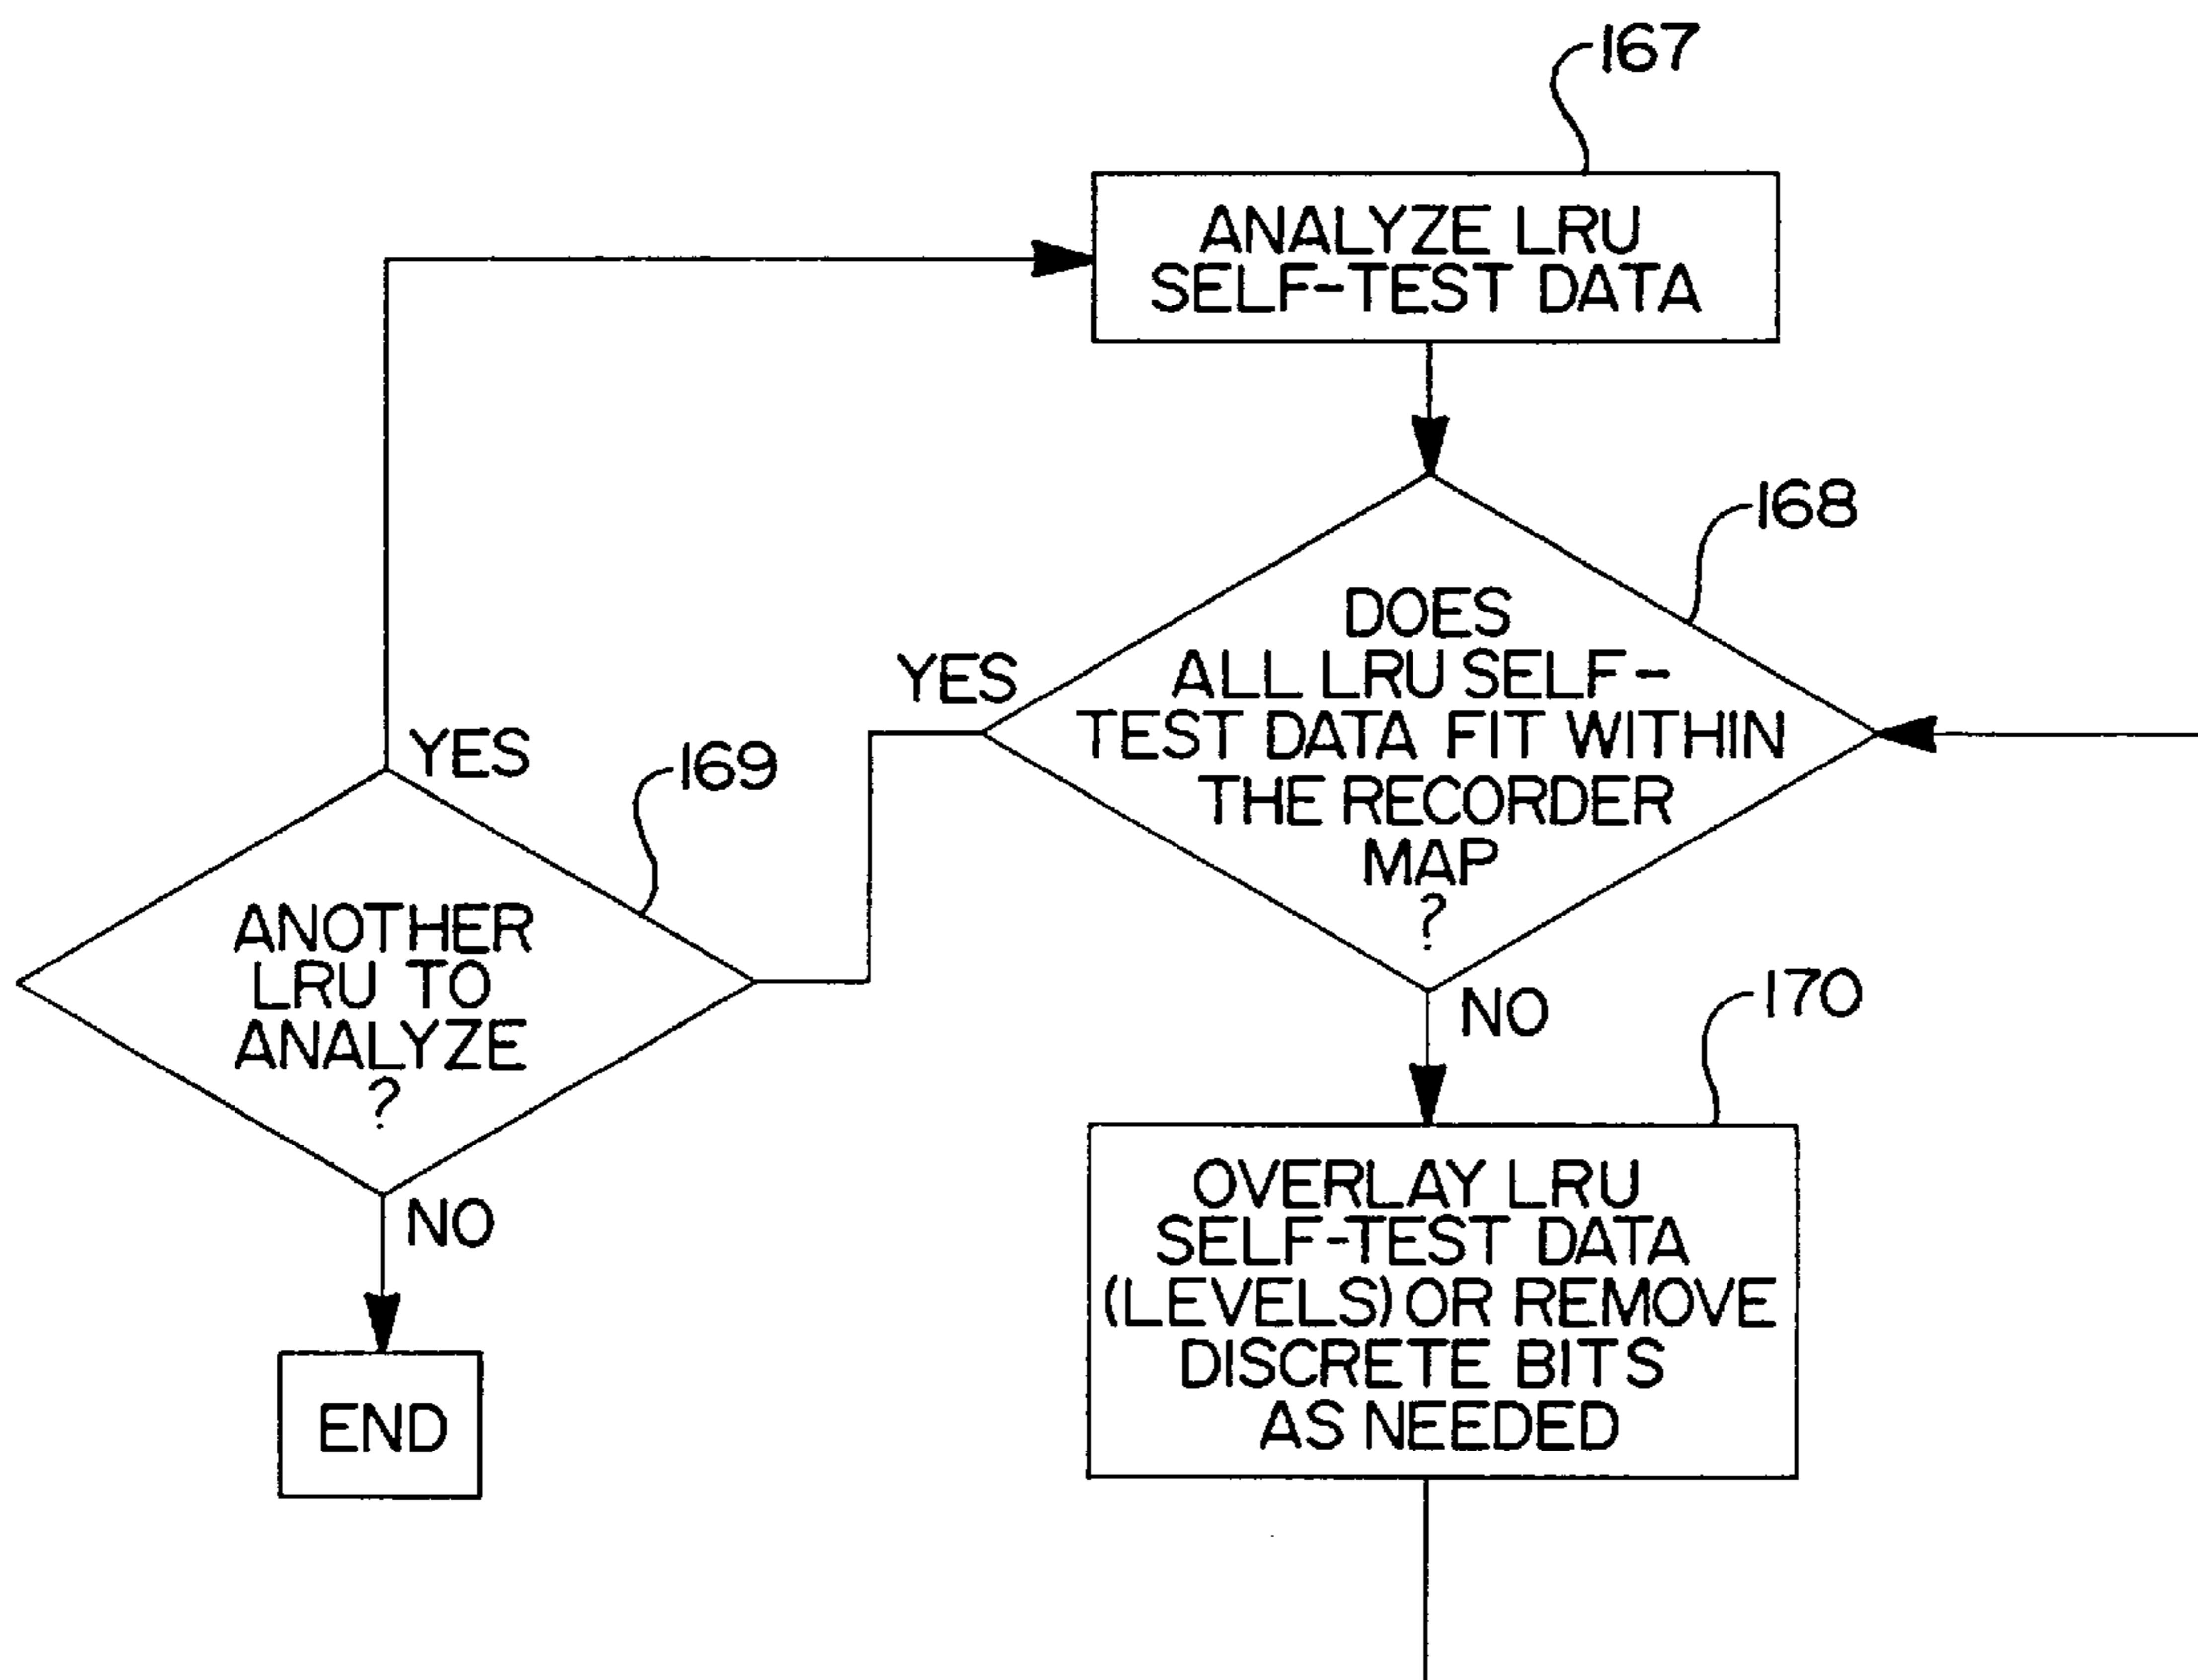 167
ANALYZE LRU
SELF-TEST DATA
168
DOES
ALL LRU SELF-
TEST DATA FIT WITHIN
THE RECORDER
MAP
?
YES
NO
YES
169
ANOTHER
LRU TO
ANALYZE
?
NO
END
170
OVERLAY LRU
SELF-TEST DATA
(LEVELS) OR REMOVE
DISCRETE BITS
AS NEEDED